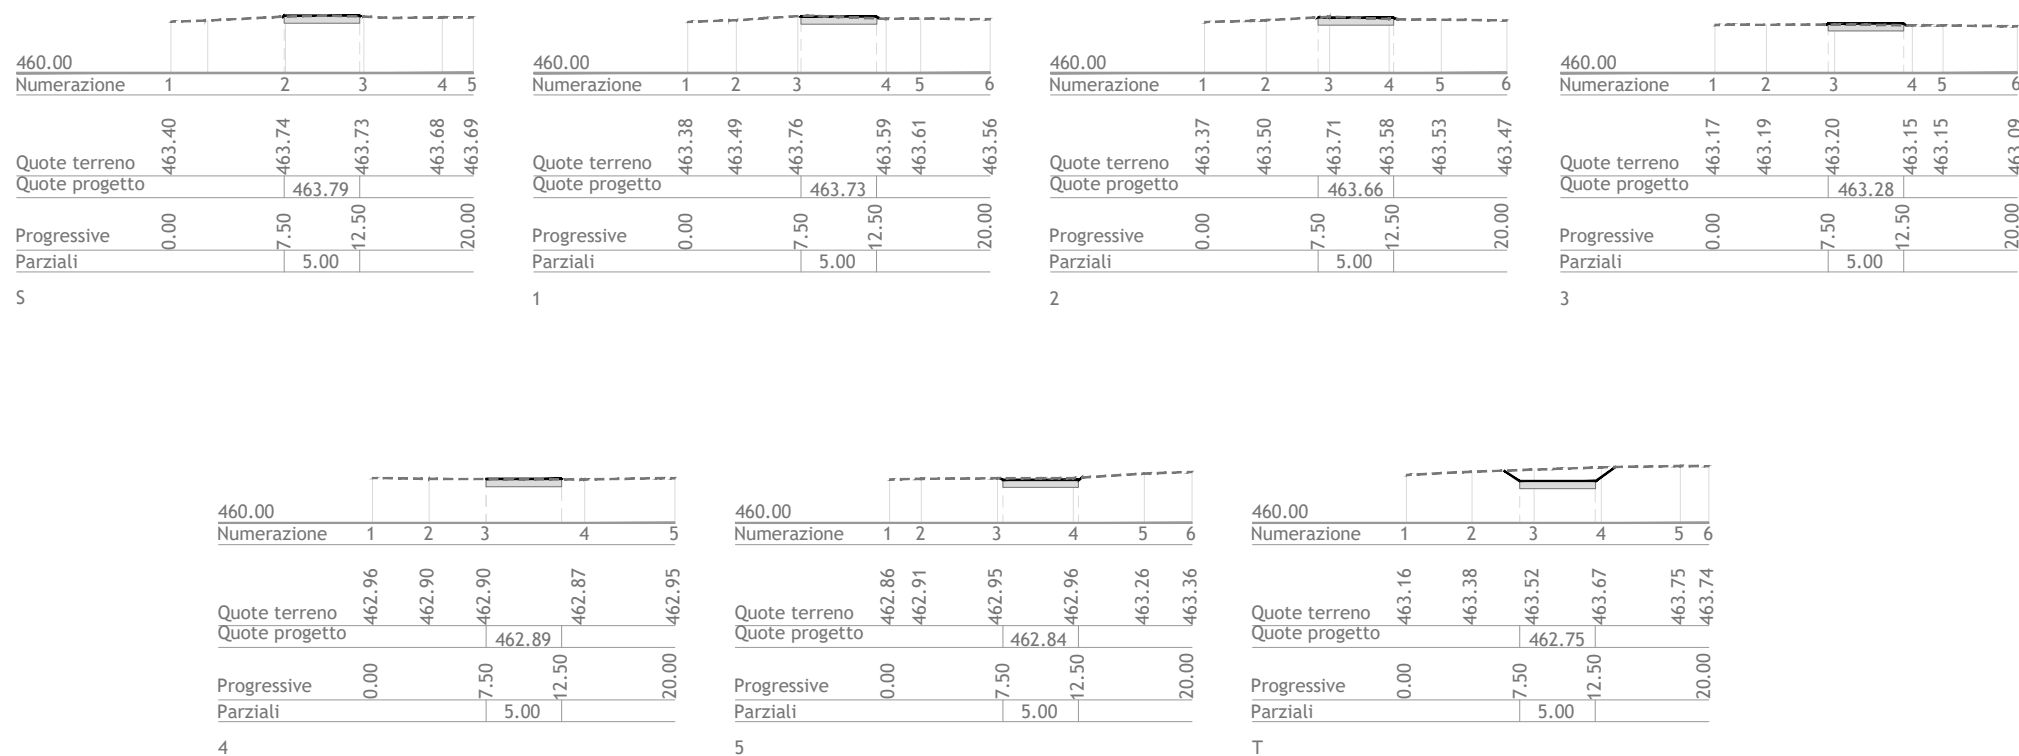 460.00
Numerazione 1 2 3 4 5
Quote terreno 463.40 463.74 463.73 463.68 463.69
Quote progetto 463.79
Progressive 0.00 7.50 12.50 20.00
Parziali 5.00
S
460.00
Numerazione 1 2 3 4 5 6
Quote terreno 463.38 463.49 463.76 463.59 463.61 463.56
Quote progetto 463.73
Progressive 0.00 7.50 12.50 20.00
Parziali 5.00
1
460.00
Numerazione 1 2 3 4 5 6
Quote terreno 463.37 463.50 463.71 463.58 463.53 463.47
Quote progetto 463.66
Progressive 0.00 7.50 12.50 20.00
Parziali 5.00
2
460.00
Numerazione 1 2 3 4 5 6
Quote terreno 463.17 463.19 463.20 463.15 463.15 463.09
Quote progetto 463.28
Progressive 0.00 7.50 12.50 20.00
Parziali 5.00
3
460.00
Numerazione 1 2 3 4 5
Quote terreno 462.96 462.90 462.90 462.87 462.95
Quote progetto 462.89
Progressive 0.00 7.50 12.50 20.00
Parziali 5.00
4
460.00
Numerazione 1 2 3 4 5 6
Quote terreno 462.86 462.91 462.95 462.96 463.26 463.36
Quote progetto 462.84
Progressive 0.00 7.50 12.50 20.00
Parziali 5.00
5
460.00
Numerazione 1 2 3 4 5 6
Quote terreno 463.16 463.38 463.52 463.67 463.75 463.74
Quote progetto 462.75
Progressive 0.00 7.50 12.50 20.00
Parziali 5.00
T